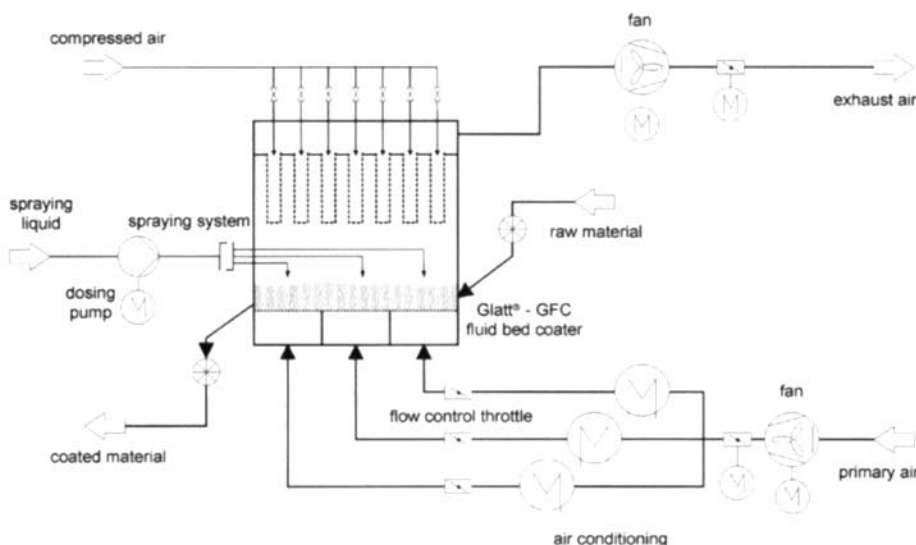 fan
compressed air
exhaust air
M
M
spraying
liquid
spraying system
raw material
dosing
pump
M
Glatt® - GFC
fluid bed coater
flow control throttle
fan
coated material
M
M
primary air
air conditioning